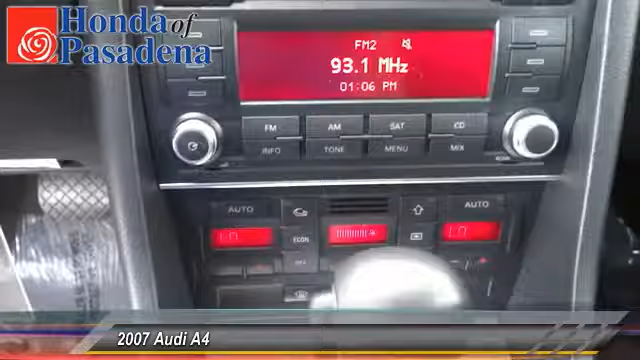 Honda of
Pasadena
FM2
93.1 MHz
01:06 PM
FM AM SAT CD
INFO TONE MENU MIX
AUTO AUTO
ECON
OFF
2007 Audi A4